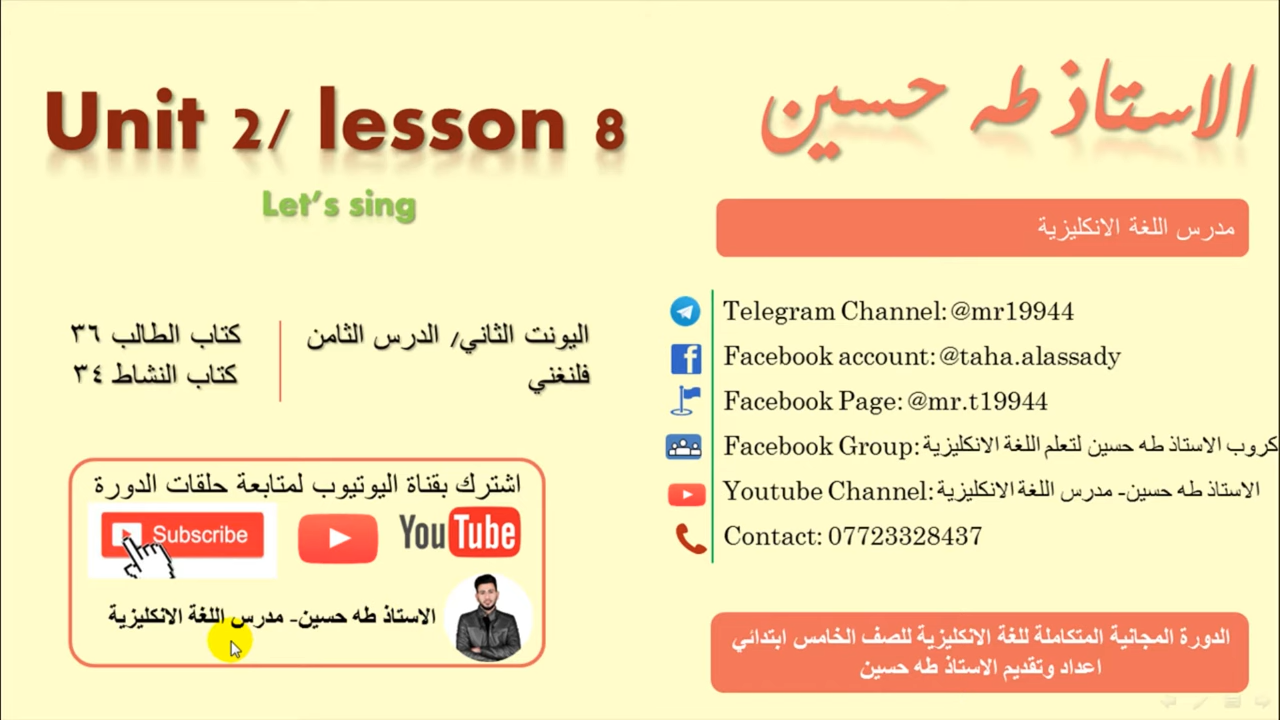 Unit 2/ lesson 8
Let's sing
اليونت الثاني/ الدرس الثامن
فلنغني
كتاب الطالب ٣٦
كتاب النشاط ٣٤
اشترك بقناة اليوتيوب لمتابعة حلقات الدورة
Subscribe
YouTube
الاستاذ طه حسين- مدرس اللغة الانكليزية
الاستاذ طه حسين
مدرس اللغة الانكليزية
Telegram Channel: @mr19944
Facebook account: @taha.alassady
Facebook Page: @mr.t19944
Facebook Group: كروب الاستاذ طه حسين لتعلم اللغة الانكليزية
Youtube Channel: الاستاذ طه حسين- مدرس اللغة الانكليزية
Contact: 07723328437
الدورة المجانية المتكاملة للغة الانكليزية للصف الخامس ابتدائي
اعداد وتقديم الاستاذ طه حسين